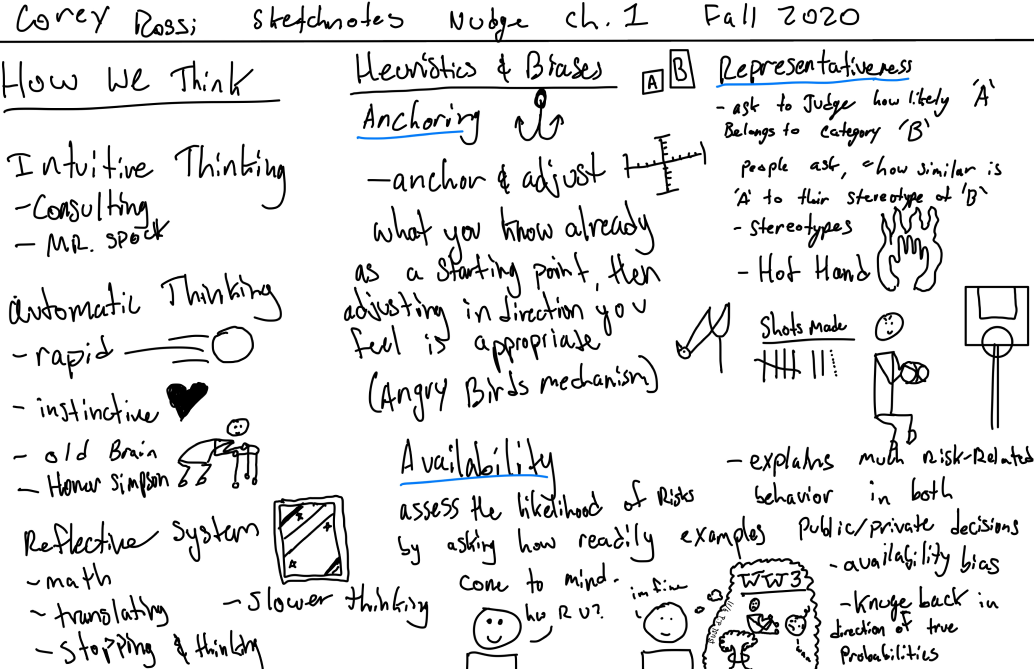 Corey Rossi Sketchnotes Nudge ch. 1 Fall 2020
How We Think
Intuitive Thinking
- Consulting
- MR. Spock
automatic Thinking
- rapid
- instinctive
- old Brain
- Homer Simpson
Reflective System
- math
- translating
- stopping & thinking
- slower thinking
Heuristics & Biases
Anchoring
- anchor & adjust
what you know already
as a starting point, then
adjusting in direction you
feel is appropriate
(Angry Birds mechanism)
Availability
assess the likelihood of Risks
by asking how readily examples
come to mind.
how R U?
im fine
WW3
A B
Representativeness
- ask to Judge how likely 'A'
Belongs to category 'B'
people ask, "how similar is
'A' to their stereotype of 'B'
- stereotypes
- Hot Hand
Shots Made
- explains much Risk-Related
behavior in both
Public/private decisions
- availability bias
- Knuge back in
direction of true
Probabilities